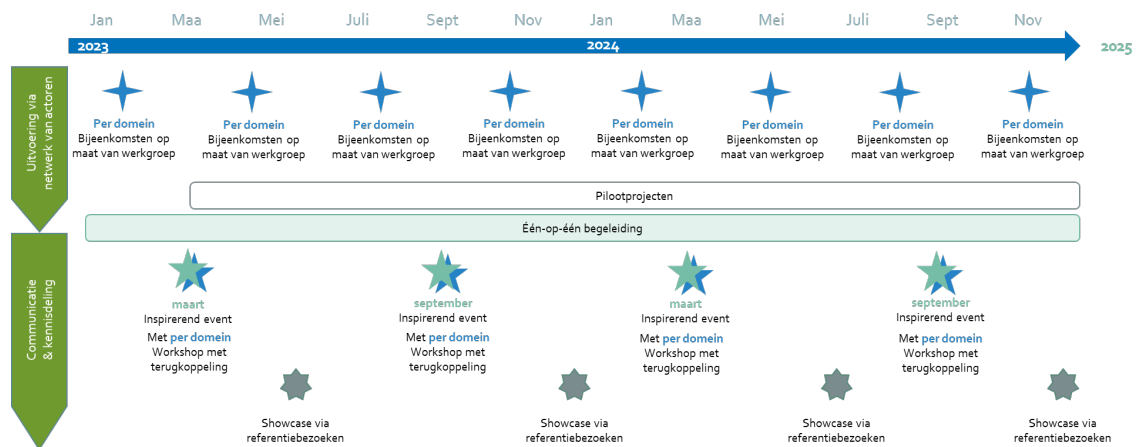 Jan Maa Mei Juli Sept Nov Jan Maa Mei Juli Sept Nov
2023 2024 2025
Uitvoering via
netwerk van actoren
Per domein
Bijeenkomsten op
maat van werkgroep
Per domein
Bijeenkomsten op
maat van werkgroep
Per domein
Bijeenkomsten op
maat van werkgroep
Per domein
Bijeenkomsten op
maat van werkgroep
Per domein
Bijeenkomsten op
maat van werkgroep
Per domein
Bijeenkomsten op
maat van werkgroep
Per domein
Bijeenkomsten op
maat van werkgroep
Per domein
Bijeenkomsten op
maat van werkgroep
Pilootprojecten
Één-op-één begeleiding
Communicatie
& kennisdeling
maart
Inspirerend event
Met per domein
Workshop met
terugkoppeling
september
Inspirerend event
Met per domein
Workshop met
terugkoppeling
maart
Inspirerend event
Met per domein
Workshop met
terugkoppeling
september
Inspirerend event
Met per domein
Workshop met
terugkoppeling
Showcase via
referentiebezoeken
Showcase via
referentiebezoeken
Showcase via
referentiebezoeken
Showcase via
referentiebezoeken